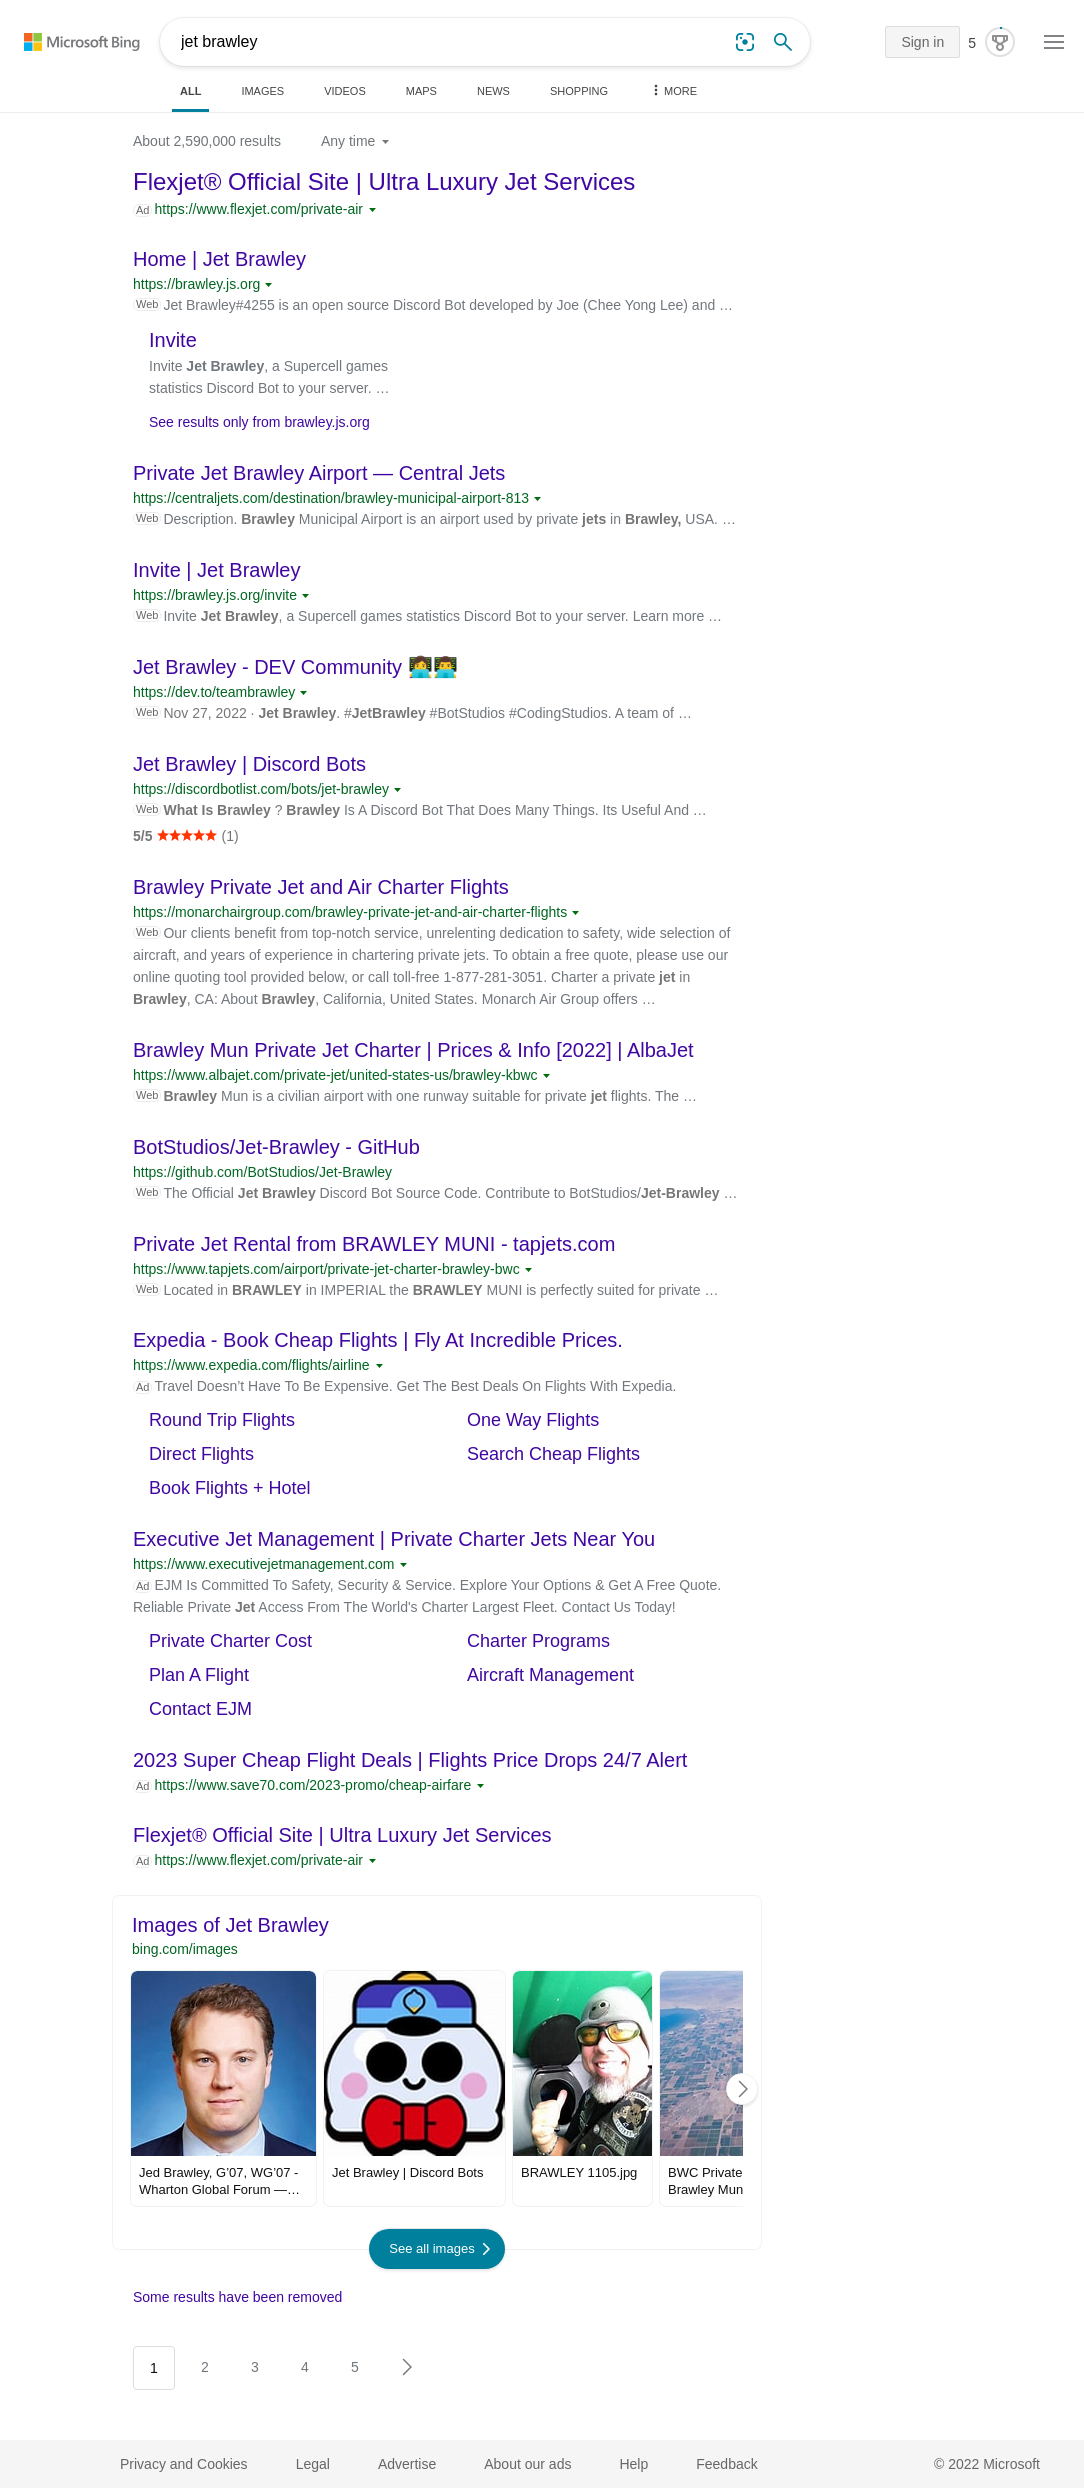 Microsoft Bing
jet brawley
Sign in
5
ALL
IMAGES
VIDEOS
MAPS
NEWS
SHOPPING
MORE
About 2,590,000 results
Any time
Flexjet® Official Site | Ultra Luxury Jet Services
Ad https://www.flexjet.com/private-air
Home | Jet Brawley
https://brawley.js.org
Web Jet Brawley#4255 is an open source Discord Bot developed by Joe (Chee Yong Lee) and …
Invite
Invite Jet Brawley, a Supercell games
statistics Discord Bot to your server. …
See results only from brawley.js.org
Private Jet Brawley Airport — Central Jets
https://centraljets.com/destination/brawley-municipal-airport-813
Web Description. Brawley Municipal Airport is an airport used by private jets in Brawley, USA. …
Invite | Jet Brawley
https://brawley.js.org/invite
Web Invite Jet Brawley, a Supercell games statistics Discord Bot to your server. Learn more …
Jet Brawley - DEV Community 👩‍💻👨‍💻
https://dev.to/teambrawley
Web Nov 27, 2022 · Jet Brawley. #JetBrawley #BotStudios #CodingStudios. A team of …
Jet Brawley | Discord Bots
https://discordbotlist.com/bots/jet-brawley
Web What Is Brawley ? Brawley Is A Discord Bot That Does Many Things. Its Useful And …
5/5 ★★★★★ (1)
Brawley Private Jet and Air Charter Flights
https://monarchairgroup.com/brawley-private-jet-and-air-charter-flights
Web Our clients benefit from top-notch service, unrelenting dedication to safety, wide selection of
aircraft, and years of experience in chartering private jets. To obtain a free quote, please use our
online quoting tool provided below, or call toll-free 1-877-281-3051. Charter a private jet in
Brawley, CA: About Brawley, California, United States. Monarch Air Group offers …
Brawley Mun Private Jet Charter | Prices & Info [2022] | AlbaJet
https://www.albajet.com/private-jet/united-states-us/brawley-kbwc
Web Brawley Mun is a civilian airport with one runway suitable for private jet flights. The …
BotStudios/Jet-Brawley - GitHub
https://github.com/BotStudios/Jet-Brawley
Web The Official Jet Brawley Discord Bot Source Code. Contribute to BotStudios/Jet-Brawley …
Private Jet Rental from BRAWLEY MUNI - tapjets.com
https://www.tapjets.com/airport/private-jet-charter-brawley-bwc
Web Located in BRAWLEY in IMPERIAL the BRAWLEY MUNI is perfectly suited for private …
Expedia - Book Cheap Flights | Fly At Incredible Prices.
https://www.expedia.com/flights/airline
Ad Travel Doesn’t Have To Be Expensive. Get The Best Deals On Flights With Expedia.
Round Trip Flights
One Way Flights
Direct Flights
Search Cheap Flights
Book Flights + Hotel
Executive Jet Management | Private Charter Jets Near You
https://www.executivejetmanagement.com
Ad EJM Is Committed To Safety, Security & Service. Explore Your Options & Get A Free Quote.
Reliable Private Jet Access From The World's Charter Largest Fleet. Contact Us Today!
Private Charter Cost
Charter Programs
Plan A Flight
Aircraft Management
Contact EJM
2023 Super Cheap Flight Deals | Flights Price Drops 24/7 Alert
Ad https://www.save70.com/2023-promo/cheap-airfare
Flexjet® Official Site | Ultra Luxury Jet Services
Ad https://www.flexjet.com/private-air
Images of Jet Brawley
bing.com/images
Jed Brawley, G’07, WG’07 -
Wharton Global Forum —…
Jet Brawley | Discord Bots
BRAWLEY 1105.jpg
BWC Private
Brawley Mun
See all images
Some results have been removed
1
2
3
4
5
Privacy and Cookies
Legal
Advertise
About our ads
Help
Feedback
© 2022 Microsoft